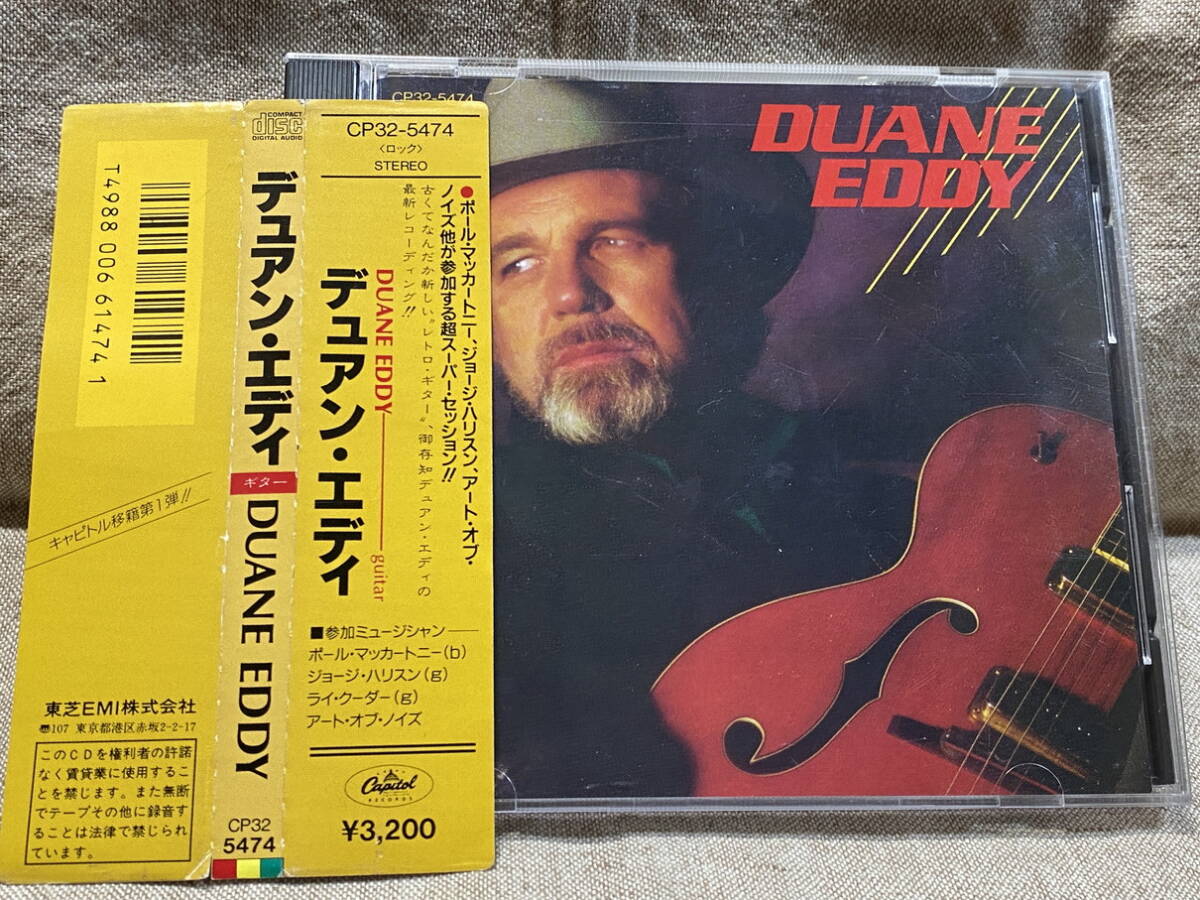 T4988 006 61474 1
キャピトル移籍第1弾!!
東芝EMI株式会社
〠107 東京都港区赤坂2-2-17
このCDを権利者の許諾
なく賃貸業に使用するこ
とを禁じます。また無断
でテープその他に録音す
ることは法律で禁じられ
ています。
COMPACT
disc
DIGITAL AUDIO
デュアン・エディ
ギター
DUANE EDDY
CP32
5474
CP32-5474
〈ロック〉
STEREO
●ポール・マッカートニー、ジョージ・ハリスン、アート・オブ・
ノイズ他が参加する超スーパー・セッション!!
古くてなんだか新しい〝レトロ・ギター〟、御存知デュアン・エディの
最新レコーディング!!
DUANE EDDY guitar
デュアン・エディ
■参加ミュージシャン
ポール・マッカートニー(b)
ジョージ・ハリスン(g)
ライ・クーダー(g)
アート・オブ・ノイズ
Capitol
RECORDS
¥3,200
CP32-5474
DUANE
EDDY